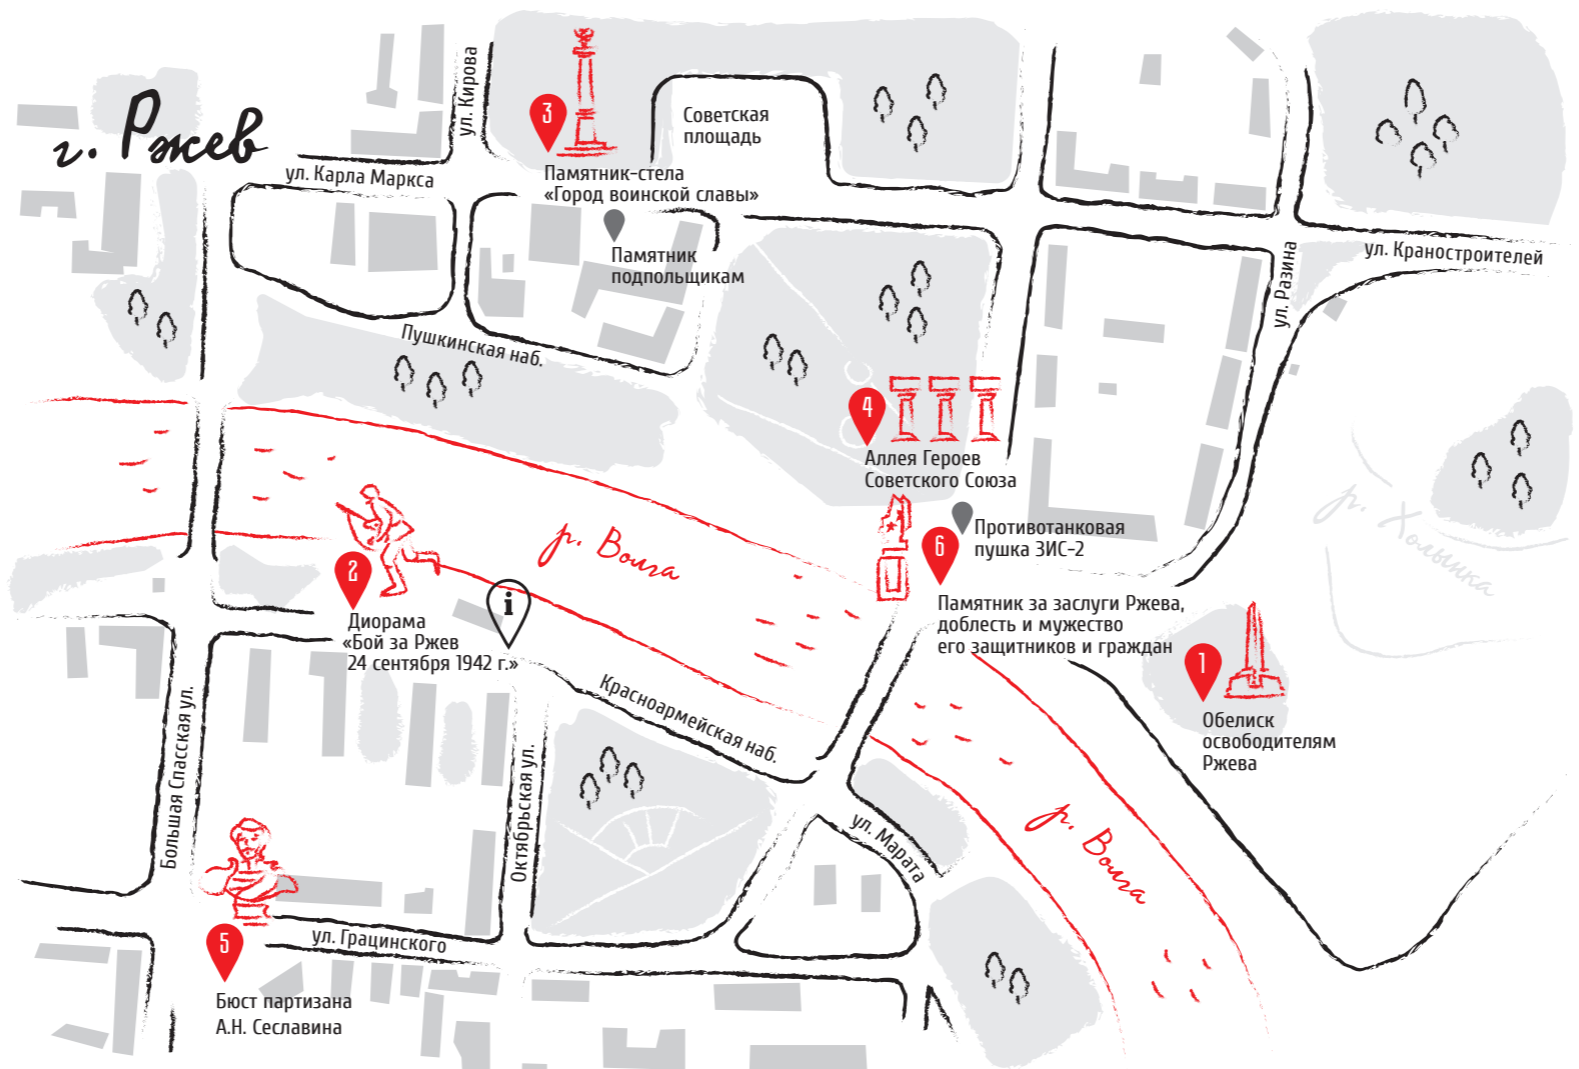 г. Ржев
ул. Кирова
3
Советская
площадь
Памятник-стела
«Город воинской славы»
ул. Карла Маркса
Памятник
подпольщикам
ул. Краностроителей
ул. Разина
Пушкинская наб.
4
Аллея Героев
Советского Союза
р. Холынка
р. Волга
Противотанковая
пушка ЗИС-2
6
2
i
Памятник за заслуги Ржева,
доблесть и мужество
его защитников и граждан
Диорама
«Бой за Ржев
24 сентября 1942 г.»
1
Обелиск
освободителям
Ржева
Красноармейская наб.
Большая Спасская ул.
Октябрьская ул.
ул. Марата
р. Волга
5
ул. Грацинского
Бюст партизана
А.Н. Сеславина